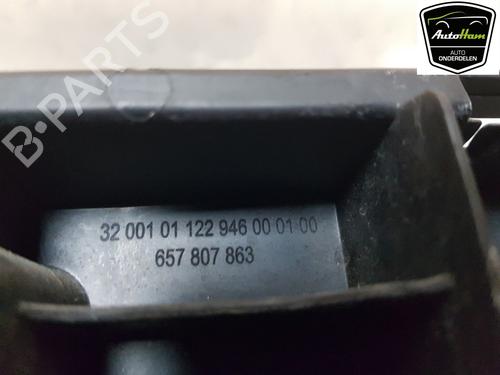 AutoHam
AUTO
ONDERDELEN
B-PARTS
32 001 01 122 946 00 01 00
657 807 863